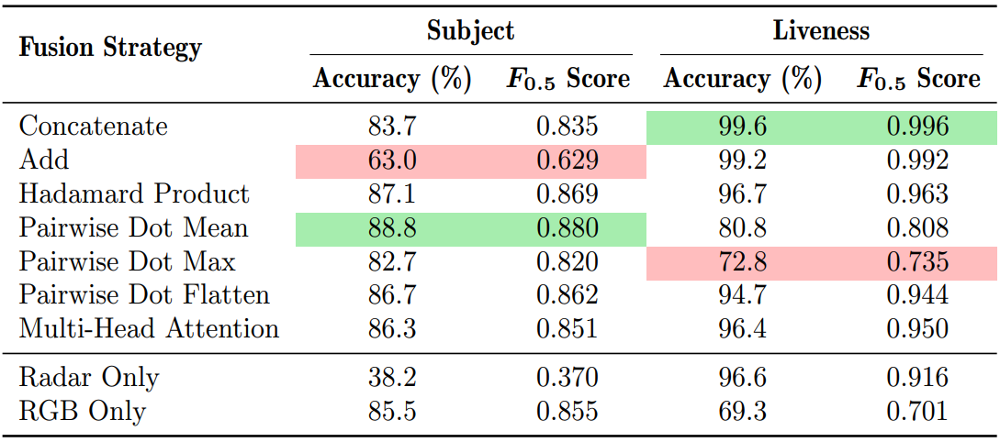 Fusion Strategy Subject Liveness
Accuracy (%) F0.5 Score Accuracy (%) F0.5 Score
Concatenate 83.7 0.835 99.6 0.996
Add 63.0 0.629 99.2 0.992
Hadamard Product 87.1 0.869 96.7 0.963
Pairwise Dot Mean 88.8 0.880 80.8 0.808
Pairwise Dot Max 82.7 0.820 72.8 0.735
Pairwise Dot Flatten 86.7 0.862 94.7 0.944
Multi-Head Attention 86.3 0.851 96.4 0.950
Radar Only 38.2 0.370 96.6 0.916
RGB Only 85.5 0.855 69.3 0.701